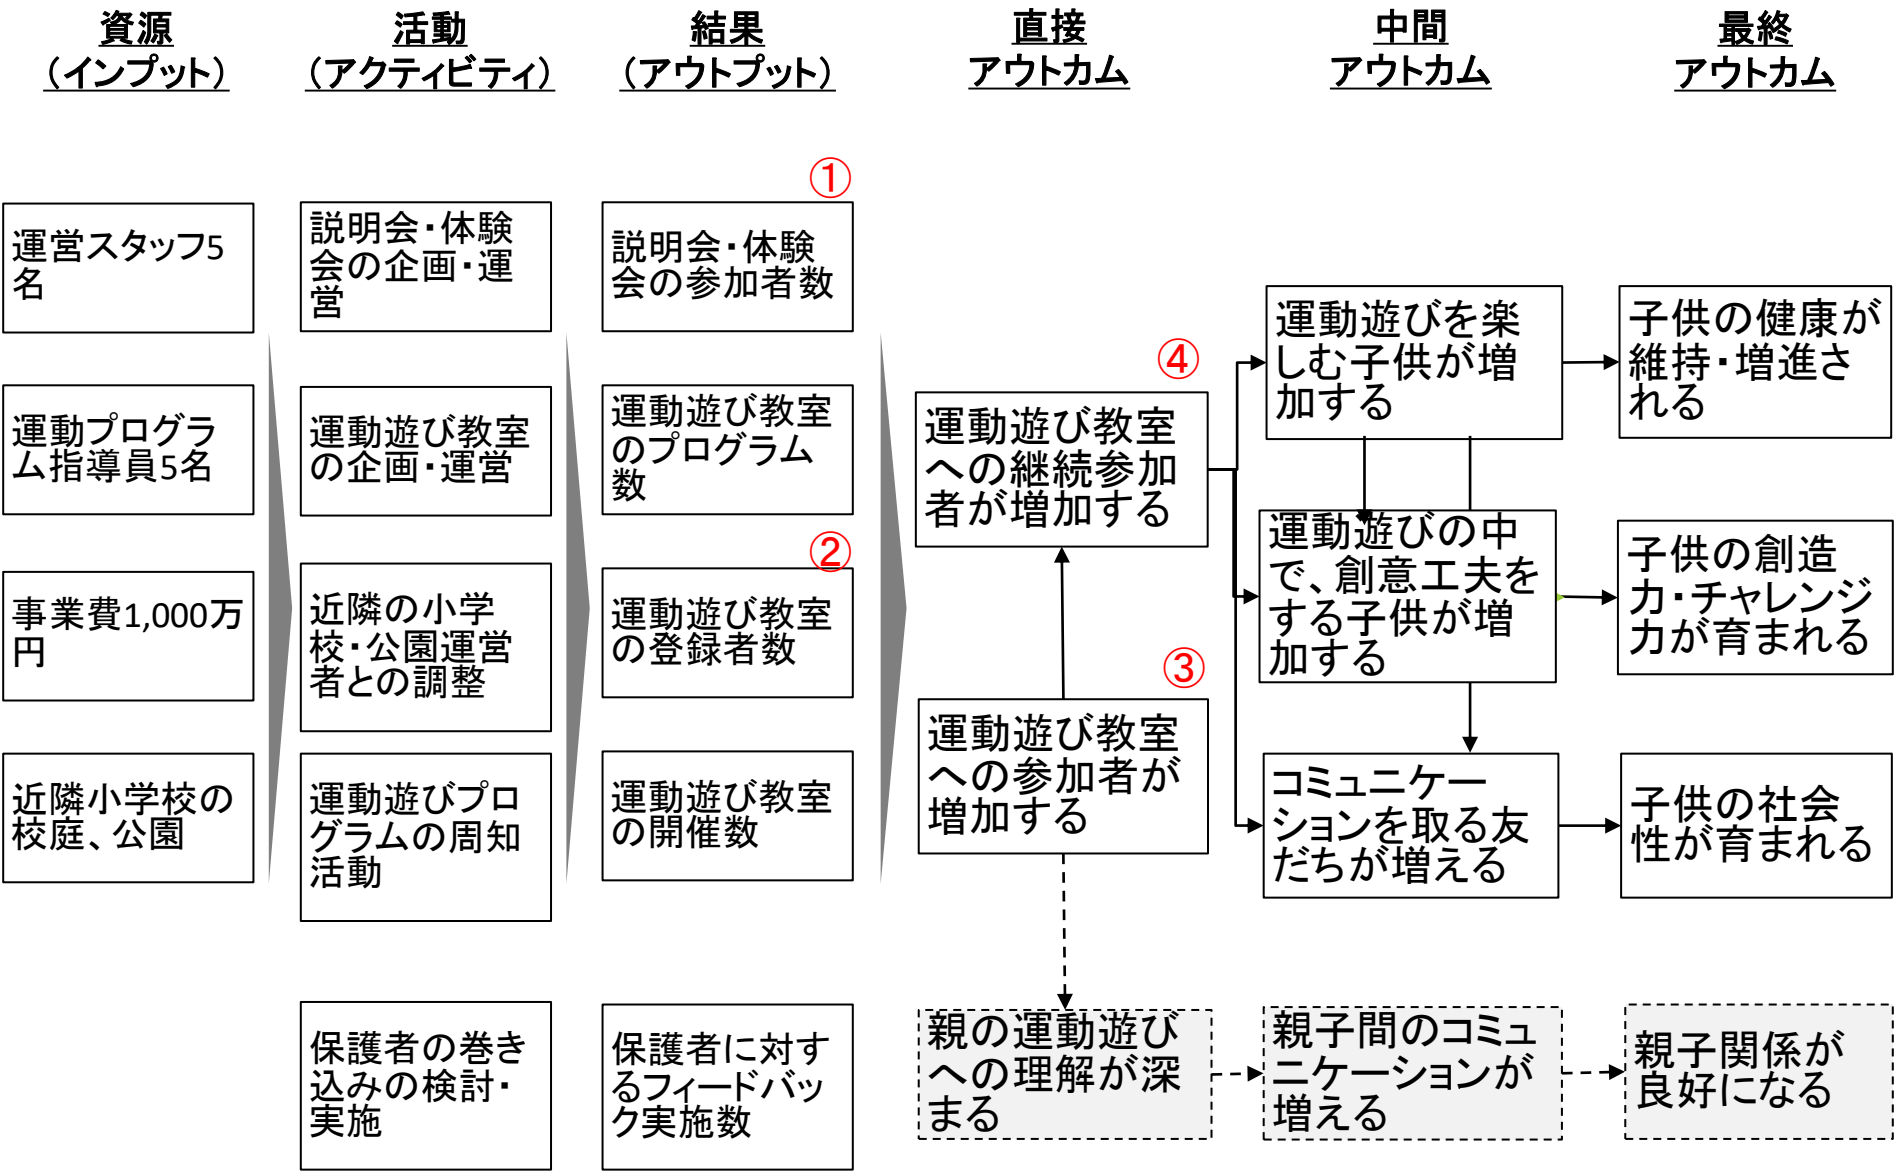 資源
（インプット）
活動
（アクティビティ）
結果
（アウトプット）
直接
アウトカム
中間
アウトカム
最終
アウトカム
運営スタッフ5
名
運動プログラ
ム指導員5名
事業費1,000万
円
近隣小学校の
校庭、公園
説明会・体験
会の企画・運
営
運動遊び教室
の企画・運営
近隣の小学
校・公園運営
者との調整
運動遊びプロ
グラムの周知
活動
保護者の巻き
込みの検討・
実施
①
説明会・体験
会の参加者数
運動遊び教室
のプログラム
数
②
運動遊び教室
の登録者数
運動遊び教室
の開催数
保護者に対す
るフィードバッ
ク実施数
④
運動遊び教室
への継続参加
者が増加する
③
運動遊び教室
への参加者が
増加する
親の運動遊び
への理解が深
まる
運動遊びを楽
しむ子供が増
加する
運動遊びの中
で、創意工夫を
する子供が増
加する
コミュニケー
ションを取る友
だちが増える
親子間のコミュ
ニケーションが
増える
子供の健康が
維持・増進さ
れる
子供の創造
力・チャレンジ
力が育まれる
子供の社会
性が育まれる
親子関係が
良好になる